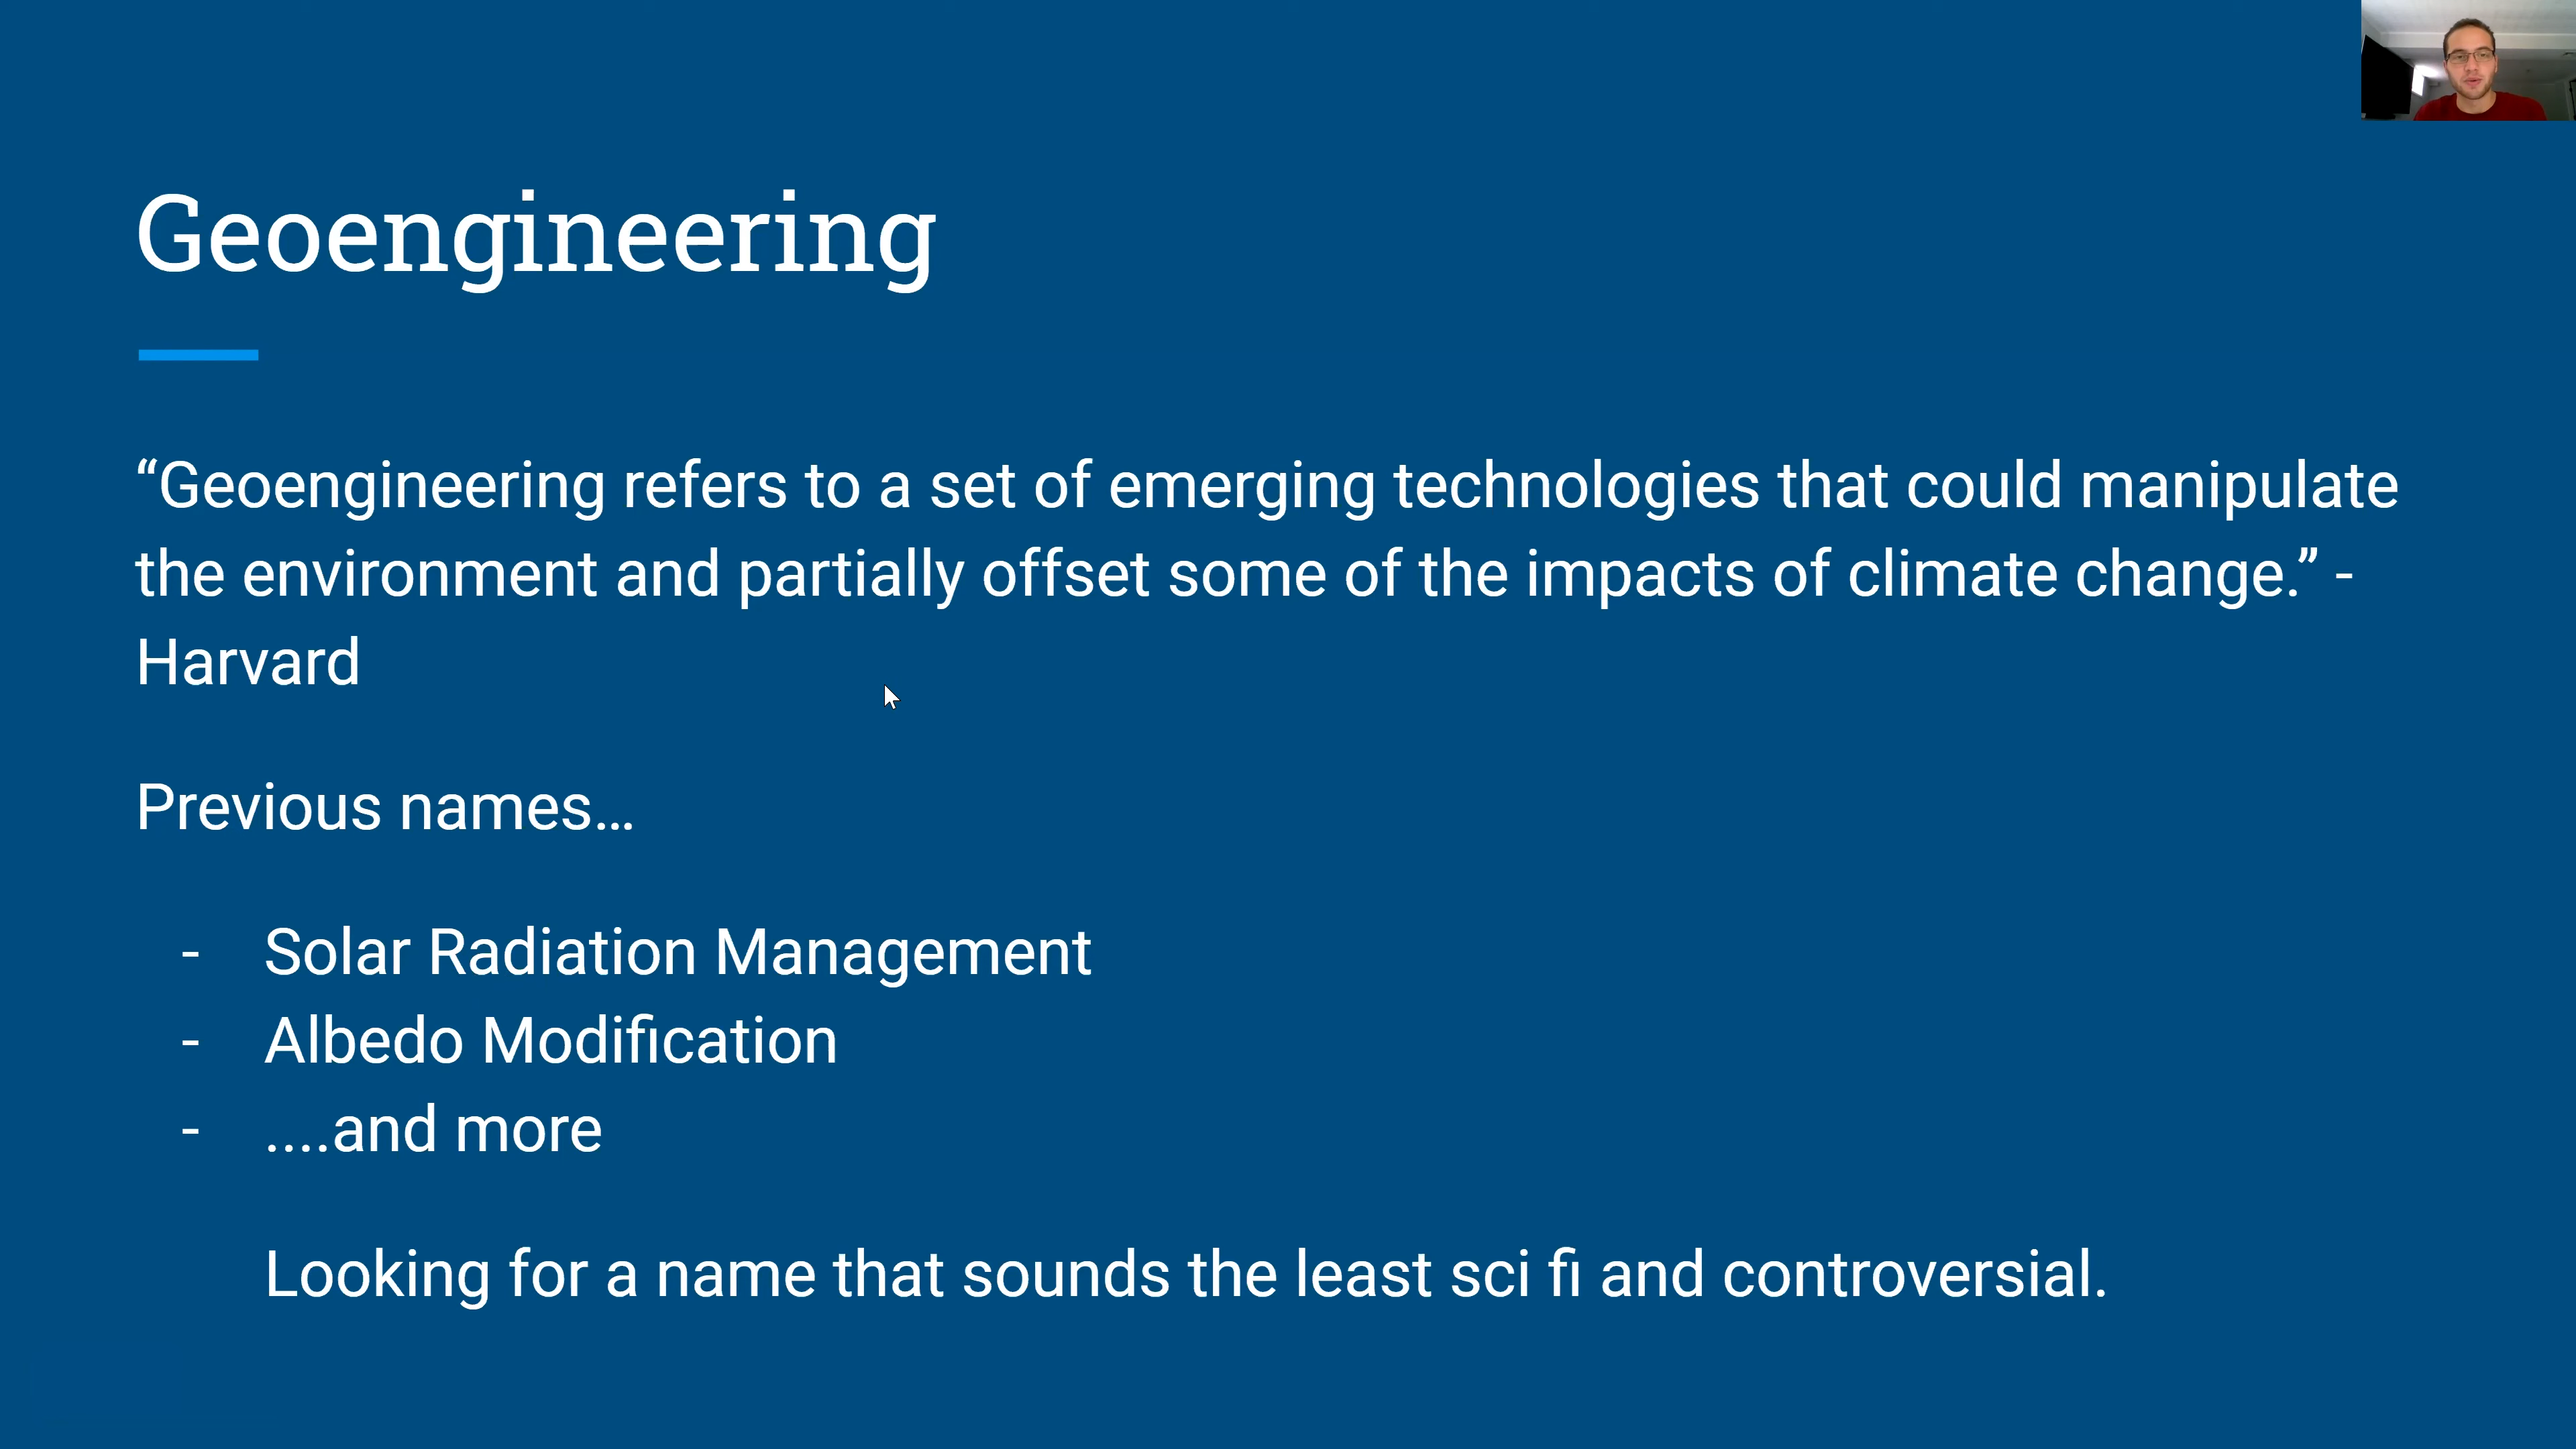 Geoengineering
“Geoengineering refers to a set of emerging technologies that could manipulate
the environment and partially offset some of the impacts of climate change.” -
Harvard
Previous names…
- Solar Radiation Management
- Albedo Modification
- ....and more
Looking for a name that sounds the least sci fi and controversial.